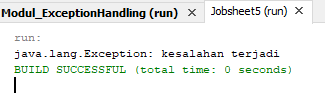 Modul_ExceptionHandling (run) × Jobsheet5 (run) ×
run:
java.lang.Exception: kesalahan terjadi
BUILD SUCCESSFUL (total time: 0 seconds)